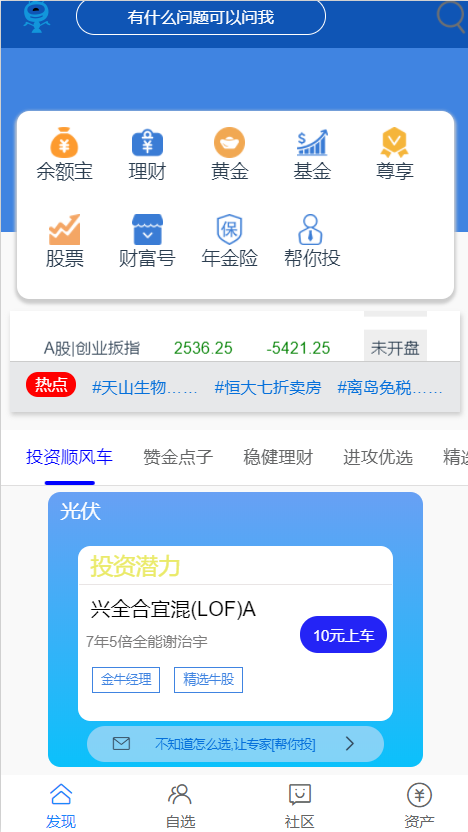 有什么问题可以问我
余额宝 理财 黄金 基金 尊享
股票 财富号 年金险 帮你投
A股|创业扳指 2536.25 -5421.25 未开盘
热点 #天山生物…… #恒大七折卖房 #离岛免税……
投资顺风车 赞金点子 稳健理财 进攻优选 精选
光伏
投资潜力
兴全合宜混(LOF)A
7年5倍全能谢治宇
10元上车
金牛经理 精选牛股
不知道怎么选,让专家[帮你投]
发现 自选 社区 资产